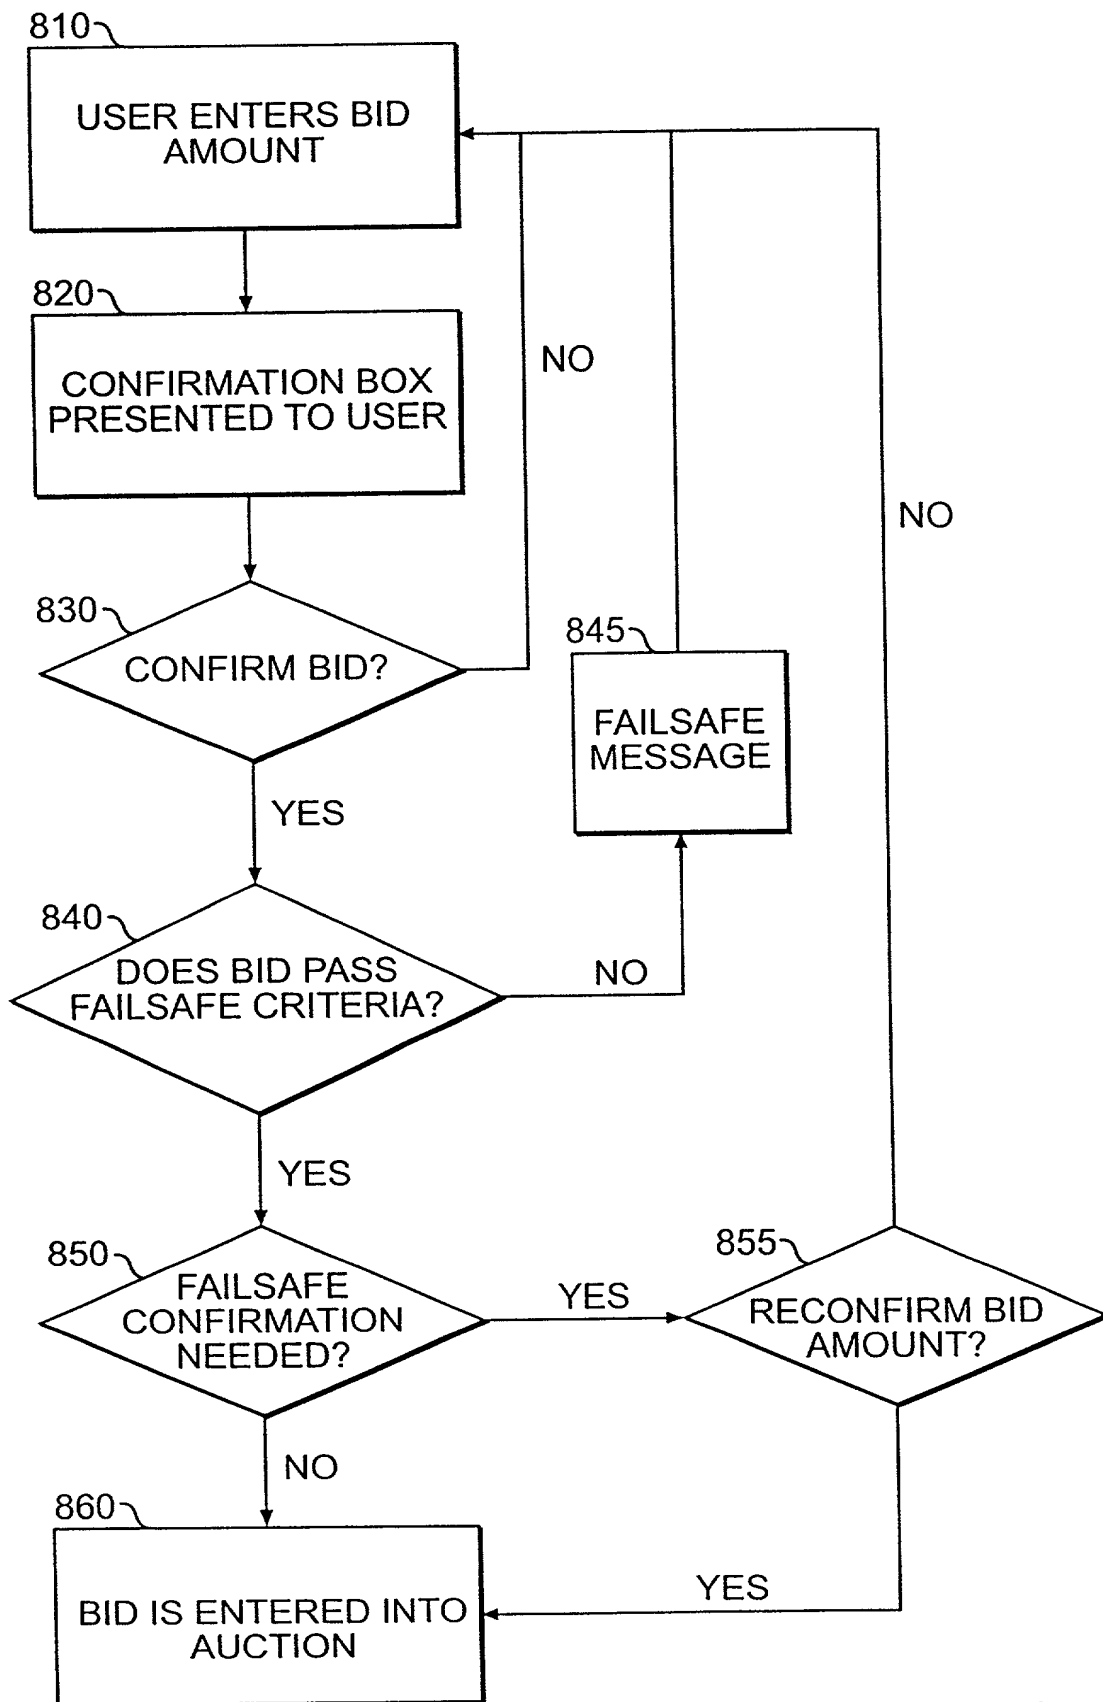 810
USER ENTERS BID
AMOUNT
820
CONFIRMATION BOX
PRESENTED TO USER
NO
NO
830
CONFIRM BID?
845
FAILSAFE
MESSAGE
YES
840
DOES BID PASS
FAILSAFE CRITERIA?
NO
YES
850
FAILSAFE
CONFIRMATION
NEEDED?
YES
855
RECONFIRM BID
AMOUNT?
NO
860
BID IS ENTERED INTO
AUCTION
YES